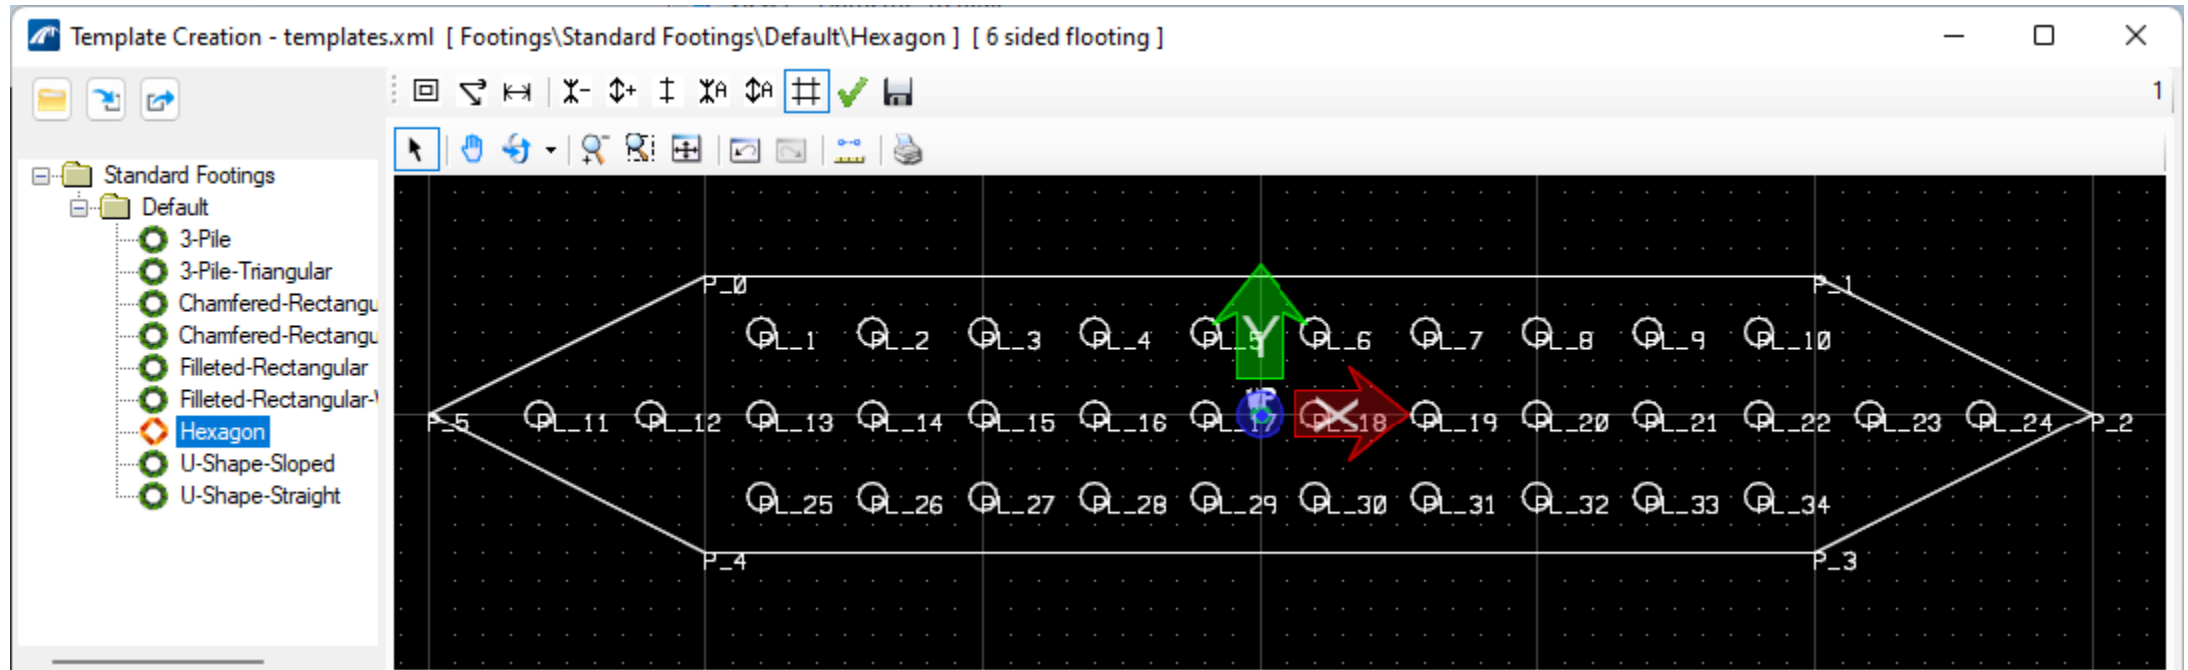 Template Creation - templates.xml [ Footings\Standard Footings\Default\Hexagon ] [ 6 sided flooting ]
1
Standard Footings
Default
3-Pile
3-Pile-Triangular
Chamfered-Rectangu
Chamfered-Rectangu
Filleted-Rectangular
Filleted-Rectangular-
Hexagon
U-Shape-Sloped
U-Shape-Straight
P_0 P_1
PL_1 PL_2 PL_3 PL_4 PL_5 PL_6 PL_7 PL_8 PL_9 PL_10
Y
WP
P_5 PL_11 PL_12 PL_13 PL_14 PL_15 PL_16 PL_17 X PL_18 PL_19 PL_20 PL_21 PL_22 PL_23 PL_24 P_2
PL_25 PL_26 PL_27 PL_28 PL_29 PL_30 PL_31 PL_32 PL_33 PL_34
P_4 P_3